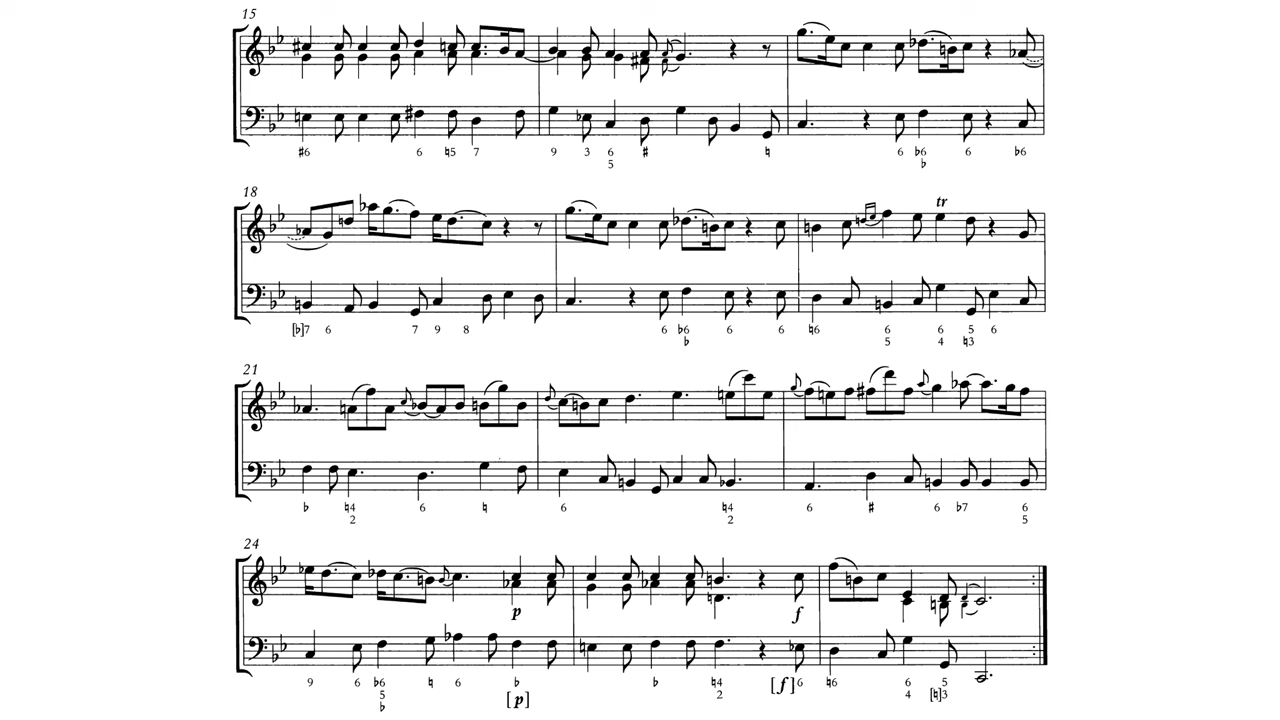 15
♯6 6 ♮5 7 9 3 6 ♯ ♮ 6 ♭6 6 ♭6
5 ♭
18
tr
[♭]7 6 7 9 8 6 ♭6 6 6 ♮6 6 6 5 6
♭ 5 4 ♮3
21
♭ ♮4 6 ♮ ♭ 6 ♮4 6 ♯ 6 ♭7 6
2 2 5
24
p f
9 6 ♭6 ♮ 6 ♭ ♭ ♮4 [f] 6 ♮6 6 5
5 [p] 2 4 [♮]3
♭